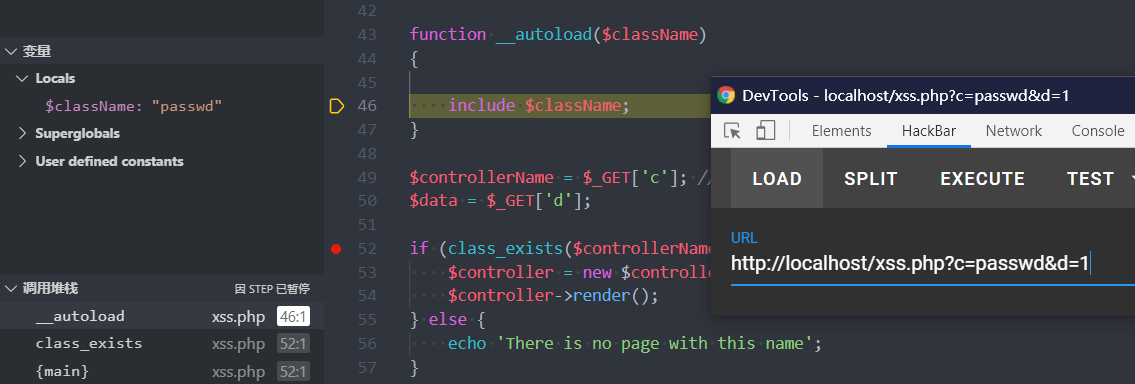 变量
Locals
$className: "passwd"
Superglobals
User defined constants
调用堆栈
因 STEP 已暂停
__autoload xss.php 46:1
class_exists xss.php 52:1
{main} xss.php 52:1
42
43 function __autoload($className)
44 {
45
46 include $className;
47 }
48
49 $controllerName = $_GET['c']; //
50 $data = $_GET['d'];
51
52 if (class_exists($controllerName
53 $controller = new $controlle
54 $controller->render();
55 } else {
56 echo 'There is no page with this name';
57 }
DevTools - localhost/xss.php?c=passwd&d=1
Elements HackBar Network Console
LOAD SPLIT EXECUTE TEST
URL
http://localhost/xss.php?c=passwd&d=1